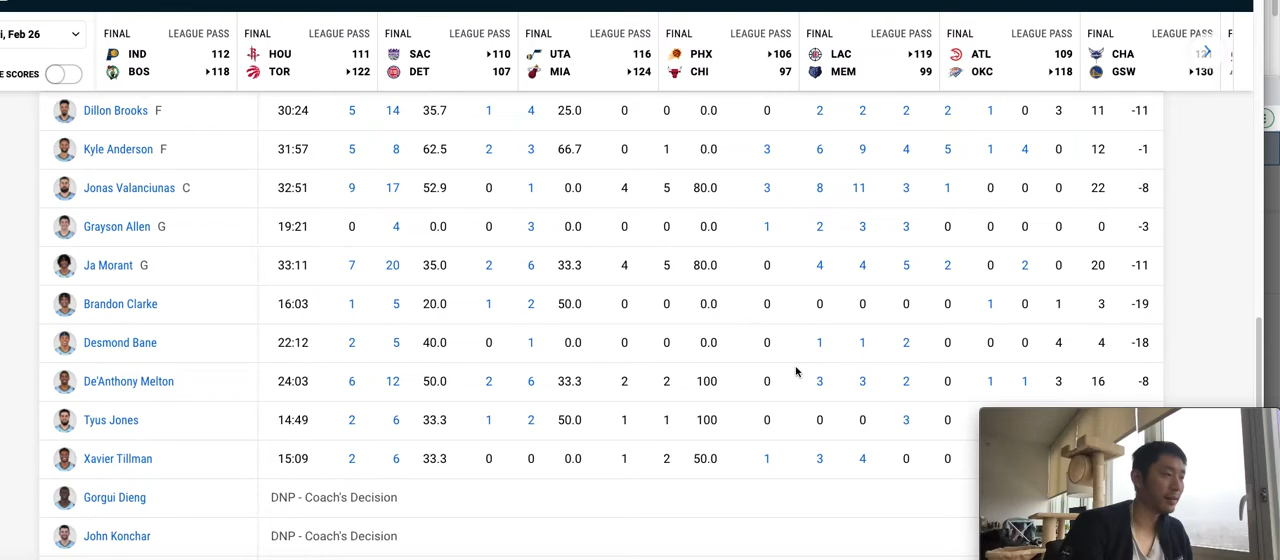 i, Feb 26
E SCORES
FINAL LEAGUE PASS
IND 112
BOS 118
FINAL LEAGUE PASS
HOU 111
TOR 122
FINAL LEAGUE PASS
SAC 110
DET 107
FINAL LEAGUE PASS
UTA 116
MIA 124
FINAL LEAGUE PASS
PHX 106
CHI 97
FINAL LEAGUE PASS
LAC 119
MEM 99
FINAL LEAGUE PASS
ATL 109
OKC 118
FINAL LEAGUE PASS
CHA
GSW 130
F
Dillon Brooks F 30:24 5 14 35.7 1 4 25.0 0 0 0.0 0 2 2 2 2 1 0 3 11 -11
Kyle Anderson F 31:57 5 8 62.5 2 3 66.7 0 1 0.0 3 6 9 4 5 1 4 0 12 -1
Jonas Valanciunas C 32:51 9 17 52.9 0 1 0.0 4 5 80.0 3 8 11 3 1 0 0 0 22 -8
Grayson Allen G 19:21 0 4 0.0 0 3 0.0 0 0 0.0 1 2 3 3 0 0 0 0 0 -3
Ja Morant G 33:11 7 20 35.0 2 6 33.3 4 5 80.0 0 4 4 5 2 0 2 0 20 -11
Brandon Clarke 16:03 1 5 20.0 1 2 50.0 0 0 0.0 0 0 0 0 0 1 0 1 3 -19
Desmond Bane 22:12 2 5 40.0 0 1 0.0 0 0 0.0 0 1 1 2 0 0 0 4 4 -18
De'Anthony Melton 24:03 6 12 50.0 2 6 33.3 2 2 100 0 3 3 2 0 1 1 3 16 -8
Tyus Jones 14:49 2 6 33.3 1 2 50.0 1 1 100 0 0 0 3 0
Xavier Tillman 15:09 2 6 33.3 0 0 0.0 1 2 50.0 1 3 4 0 0
Gorgui Dieng DNP - Coach's Decision
John Konchar DNP - Coach's Decision